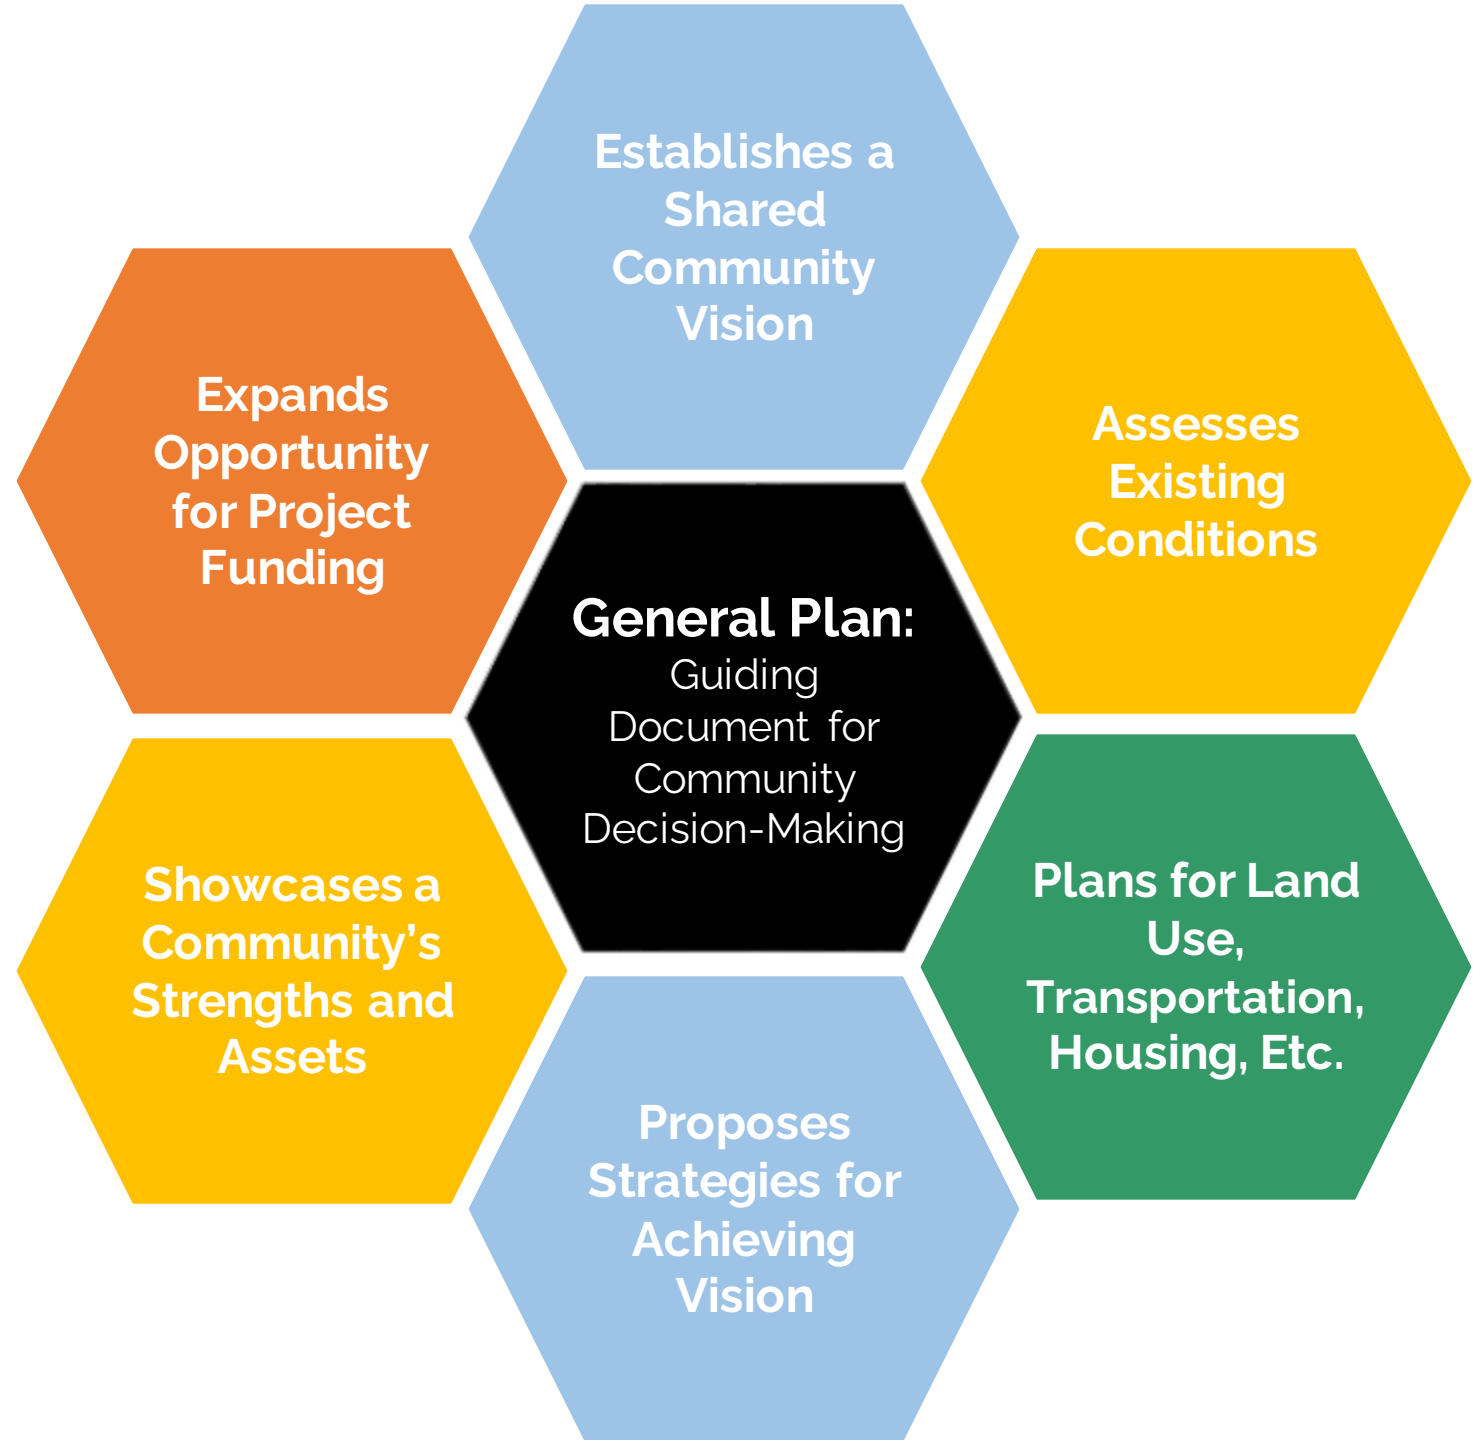 Establishes a
Shared
Community
Vision
Expands
Opportunity
for Project
Funding
Assesses
Existing
Conditions
General Plan:
Guiding
Document for
Community
Decision-Making
Showcases a
Community’s
Strengths and
Assets
Plans for Land
Use,
Transportation,
Housing, Etc.
Proposes
Strategies for
Achieving
Vision